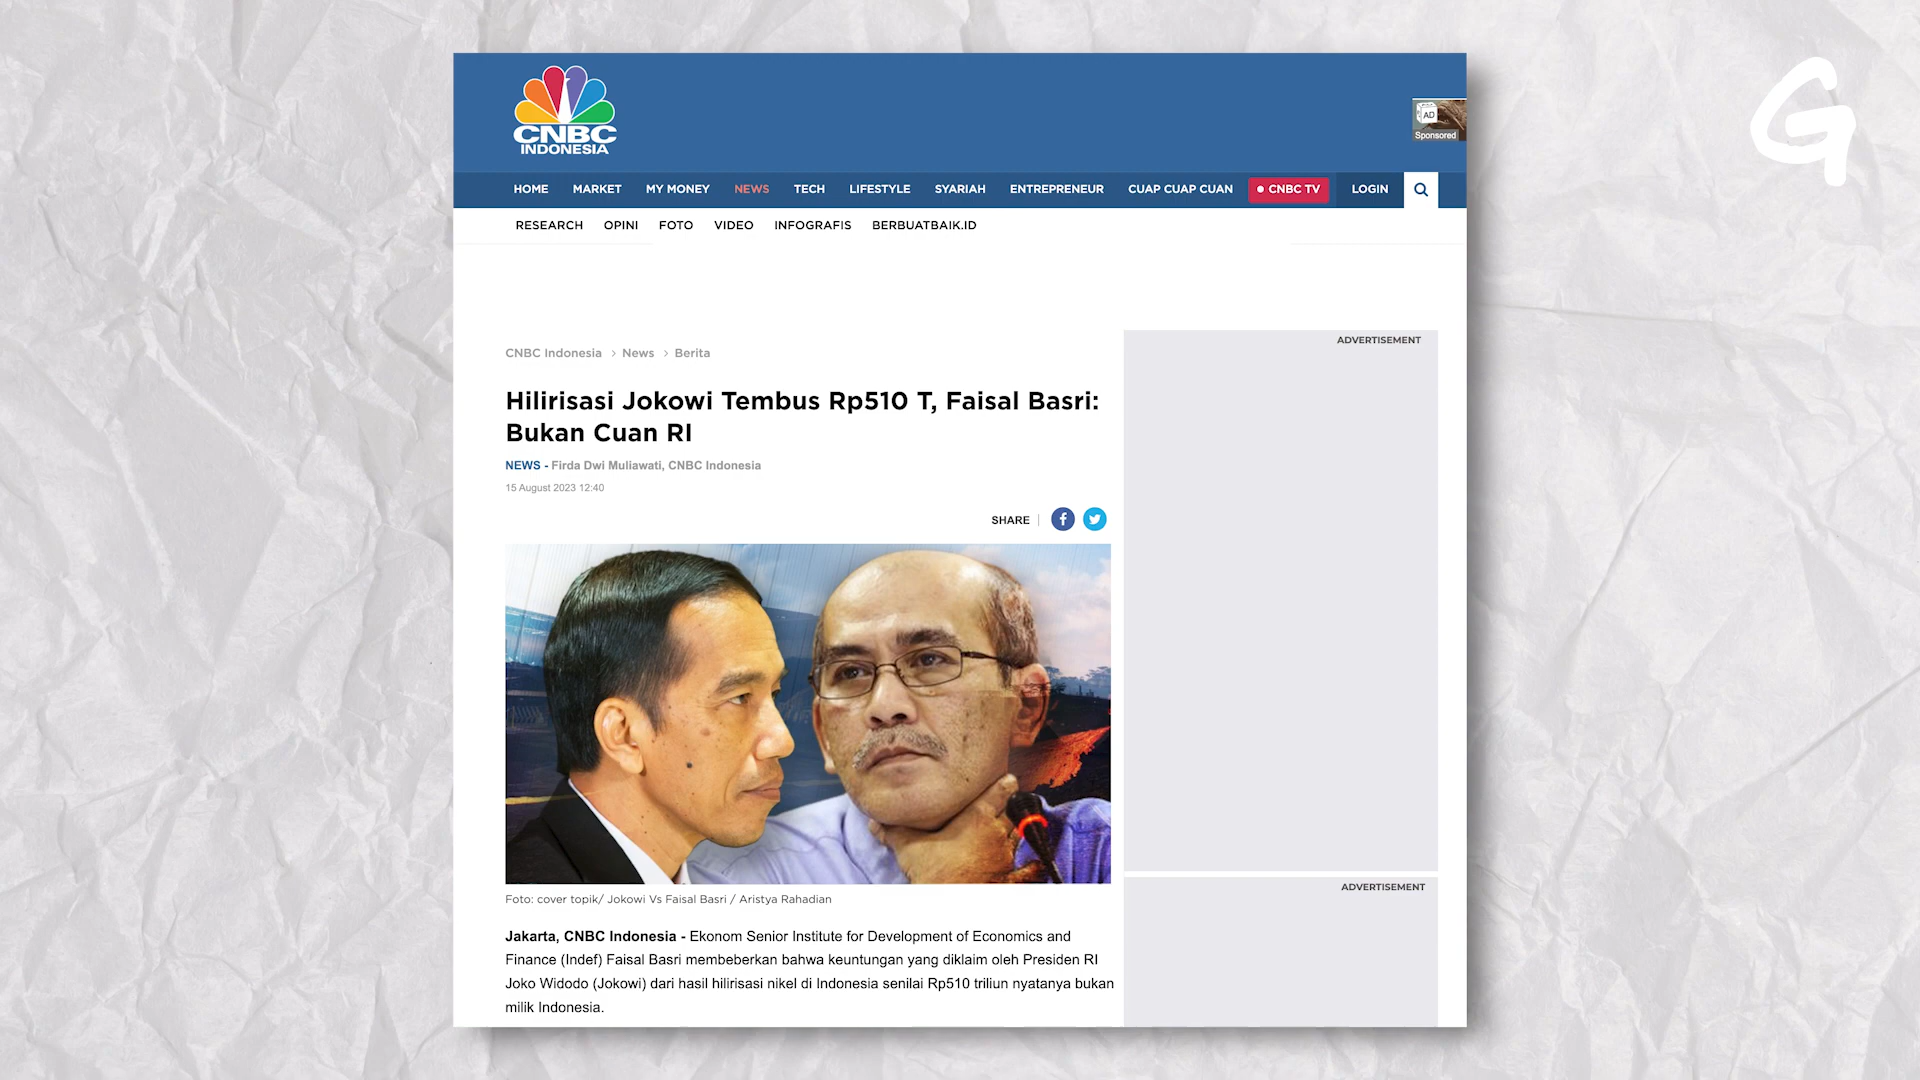 CNBC
INDONESIA
AD
Sponsored
HOME MARKET MY MONEY NEWS TECH LIFESTYLE SYARIAH ENTREPRENEUR CUAP CUAP CUAN CNBC TV LOGIN
RESEARCH OPINI FOTO VIDEO INFOGRAFIS BERBUATBAIK.ID
ADVERTISEMENT
CNBC Indonesia > News > Berita
Hilirisasi Jokowi Tembus Rp510 T, Faisal Basri:
Bukan Cuan RI
NEWS - Firda Dwi Muliawati, CNBC Indonesia
15 August 2023 12:40
SHARE
Foto: cover topik/ Jokowi Vs Faisal Basri / Aristya Rahadian
ADVERTISEMENT
Jakarta, CNBC Indonesia - Ekonom Senior Institute for Development of Economics and
Finance (Indef) Faisal Basri membeberkan bahwa keuntungan yang diklaim oleh Presiden RI
Joko Widodo (Jokowi) dari hasil hilirisasi nikel di Indonesia senilai Rp510 triliun nyatanya bukan
milik Indonesia.
G